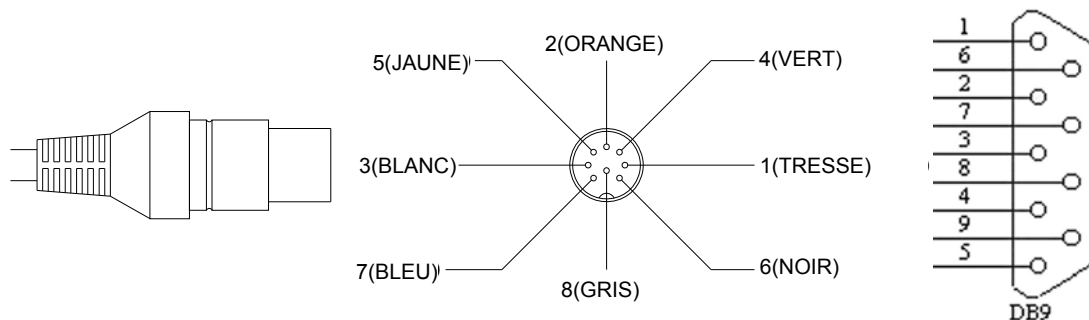 2(ORANGE)
5(JAUNE)
4(VERT)
3(BLANC)
1(TRESSE)
7(BLEU)
6(NOIR)
8(GRIS)
1
6
2
7
3
8
4
9
5
DB9